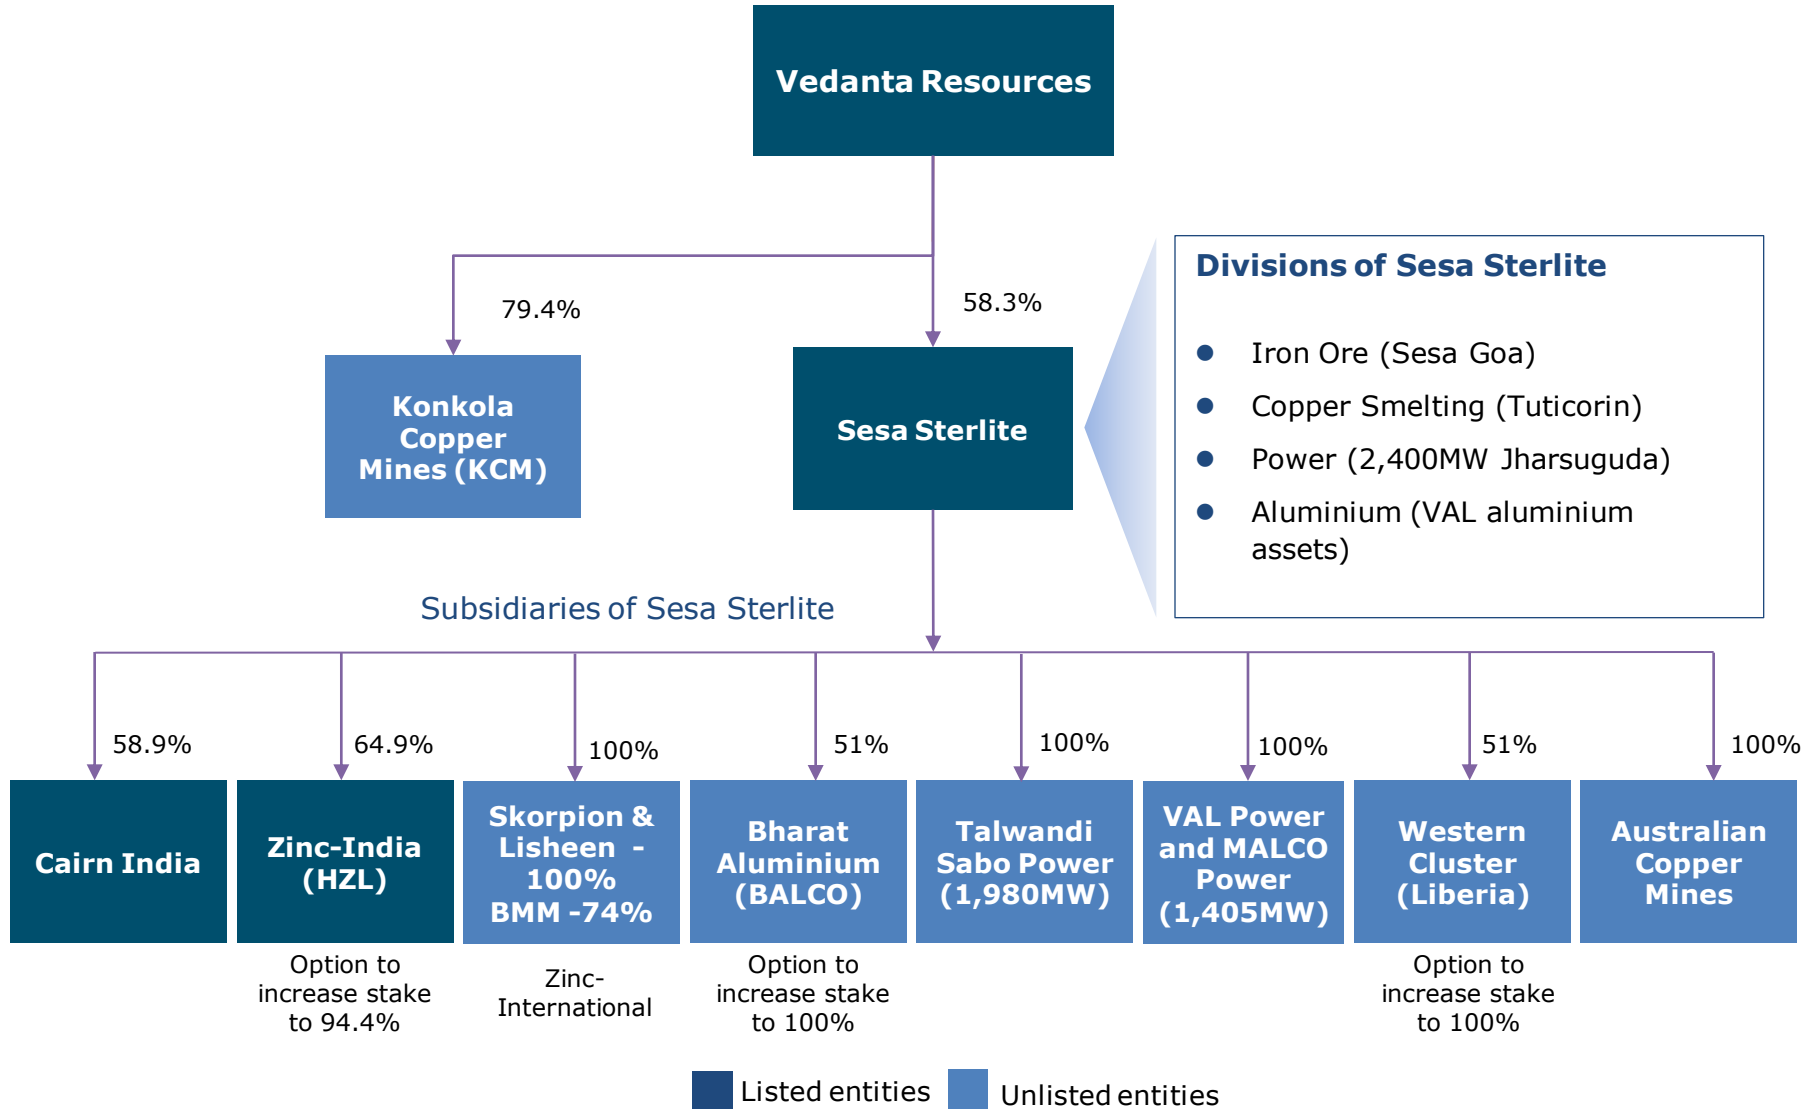 Vedanta Resources
79.4%
58.3%
Konkola
Copper
Mines (KCM)
Sesa Sterlite
Divisions of Sesa Sterlite
● Iron Ore (Sesa Goa)
● Copper Smelting (Tuticorin)
● Power (2,400MW Jharsuguda)
● Aluminium (VAL aluminium
assets)
Subsidiaries of Sesa Sterlite
58.9%
64.9%
100%
51%
100%
100%
51%
100%
Cairn India
Zinc-India
(HZL)
Skorpion &
Lisheen -
100%
BMM -74%
Bharat
Aluminium
(BALCO)
Talwandi
Sabo Power
(1,980MW)
VAL Power
and MALCO
Power
(1,405MW)
Western
Cluster
(Liberia)
Australian
Copper
Mines
Option to
increase stake
to 94.4%
Zinc-
International
Option to
increase stake
to 100%
Option to
increase stake
to 100%
Listed entities
Unlisted entities